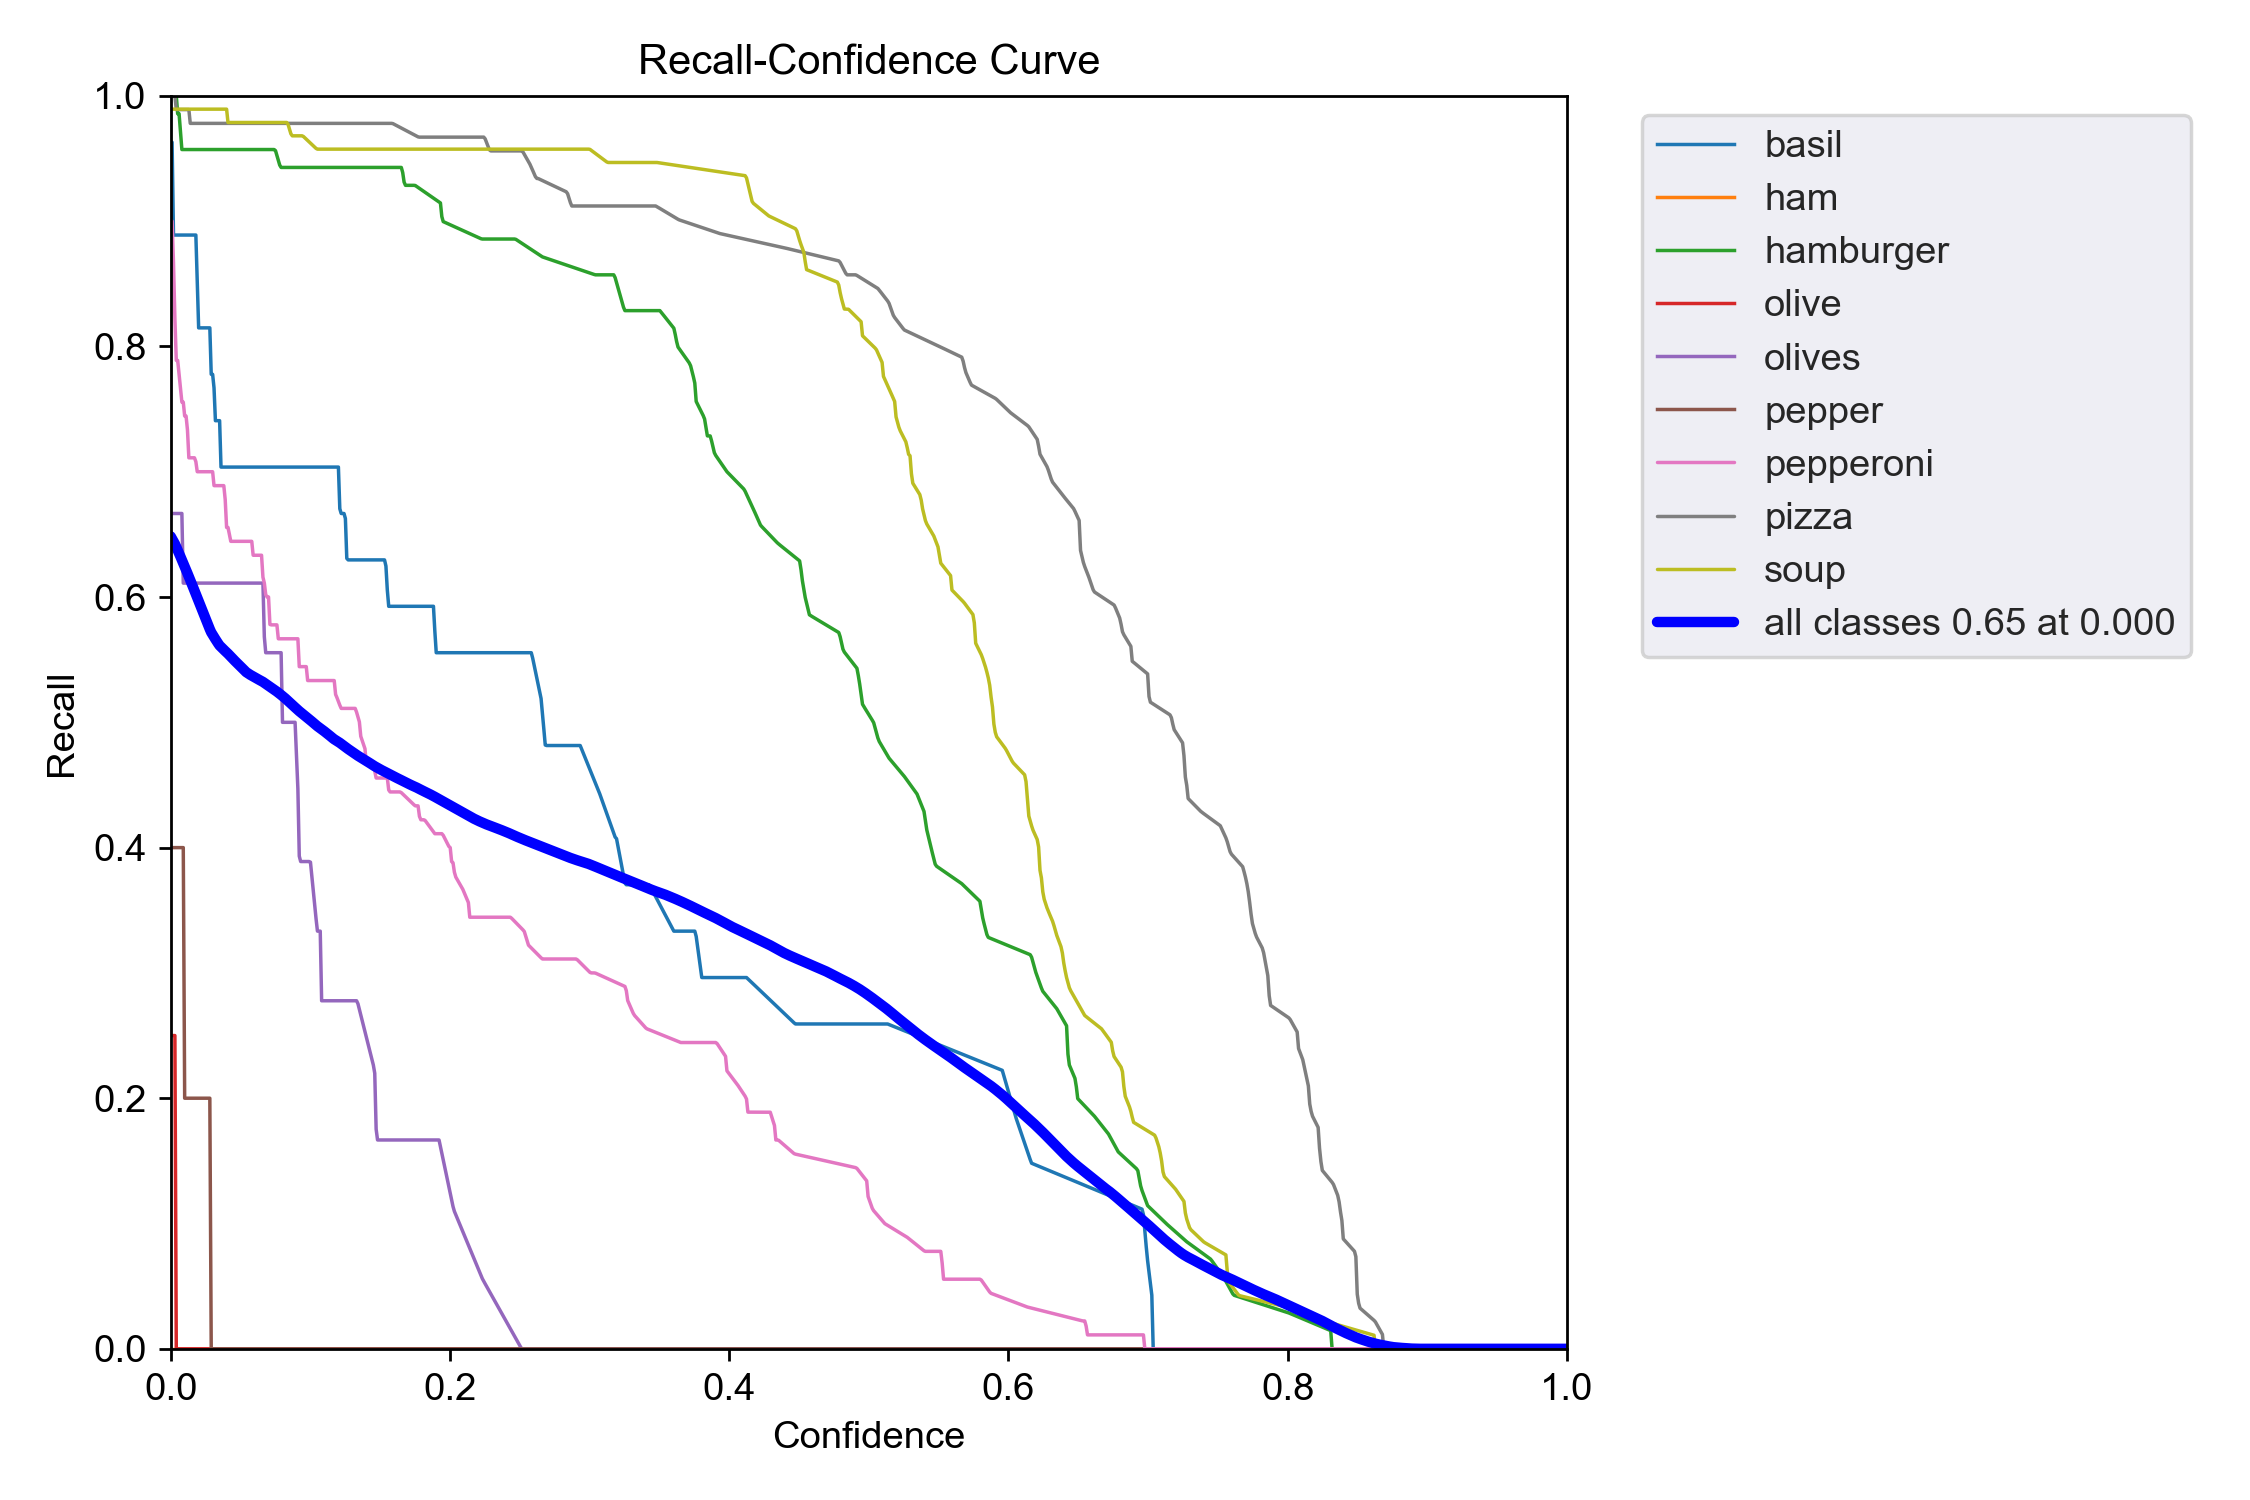 Recall-Confidence Curve
1.0
0.8
0.6
0.4
0.2
0.0
Recall
0.0 0.2 0.4 0.6 0.8 1.0
Confidence
basil
ham
hamburger
olive
olives
pepper
pepperoni
pizza
soup
all classes 0.65 at 0.000